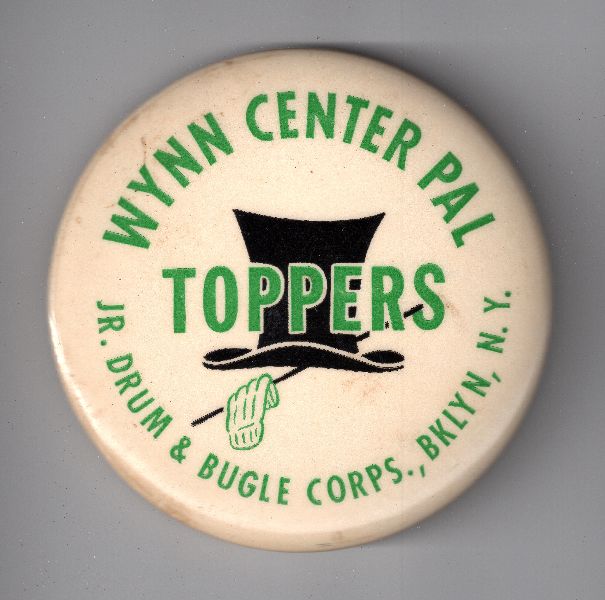 WYNN CENTER PAL
TOPPERS
JR. DRUM & BUGLE CORPS., BKLYN, N.Y.